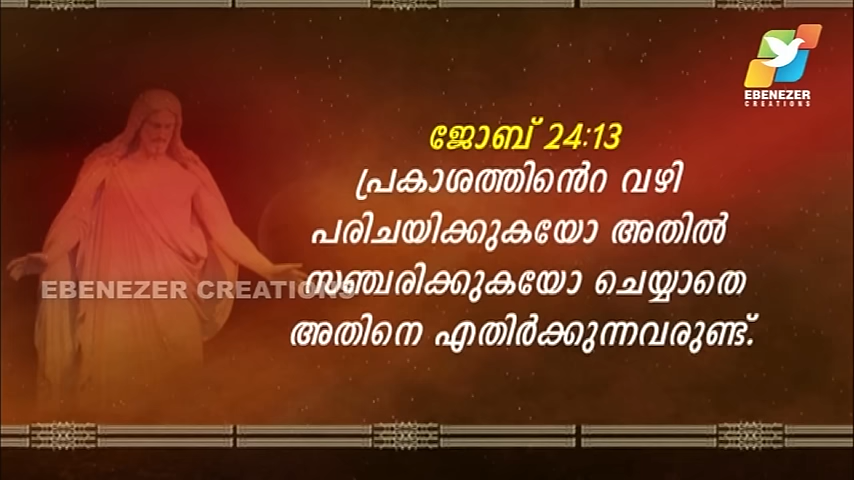 EBENEZER
CREATIONS
ജോബ് 24:13
പ്രകാശത്തിൻെറ വഴി
പരിചയിക്കുകയോ അതിൽ
സഞ്ചരിക്കുകയോ ചെയ്യാതെ
EBENEZER CREATIONS
അതിനെ എതിർക്കുന്നവരുണ്ട്.